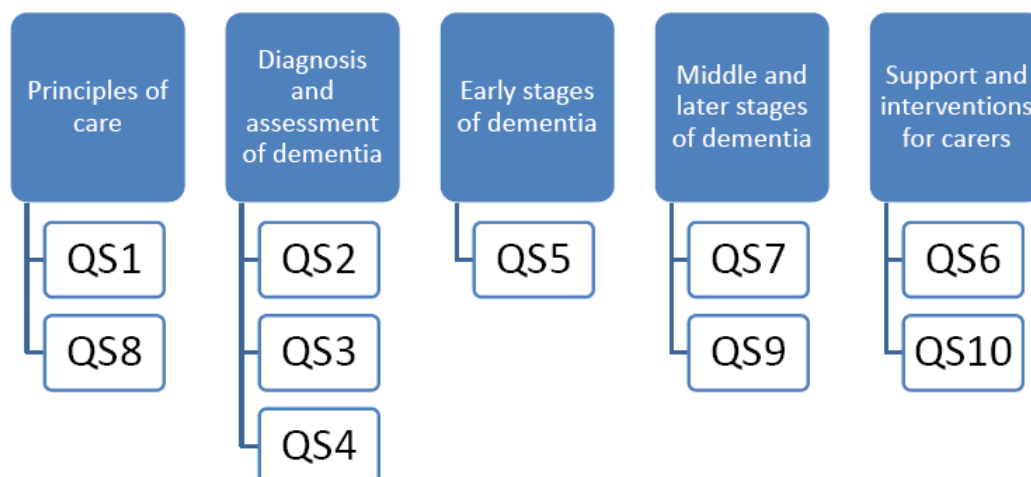 Principles of
care
QS1
QS8
Diagnosis
and
assessment
of dementia
QS2
QS3
QS4
Early stages
of dementia
QS5
Middle and
later stages
of dementia
QS7
QS9
Support and
interventions
for carers
QS6
QS10